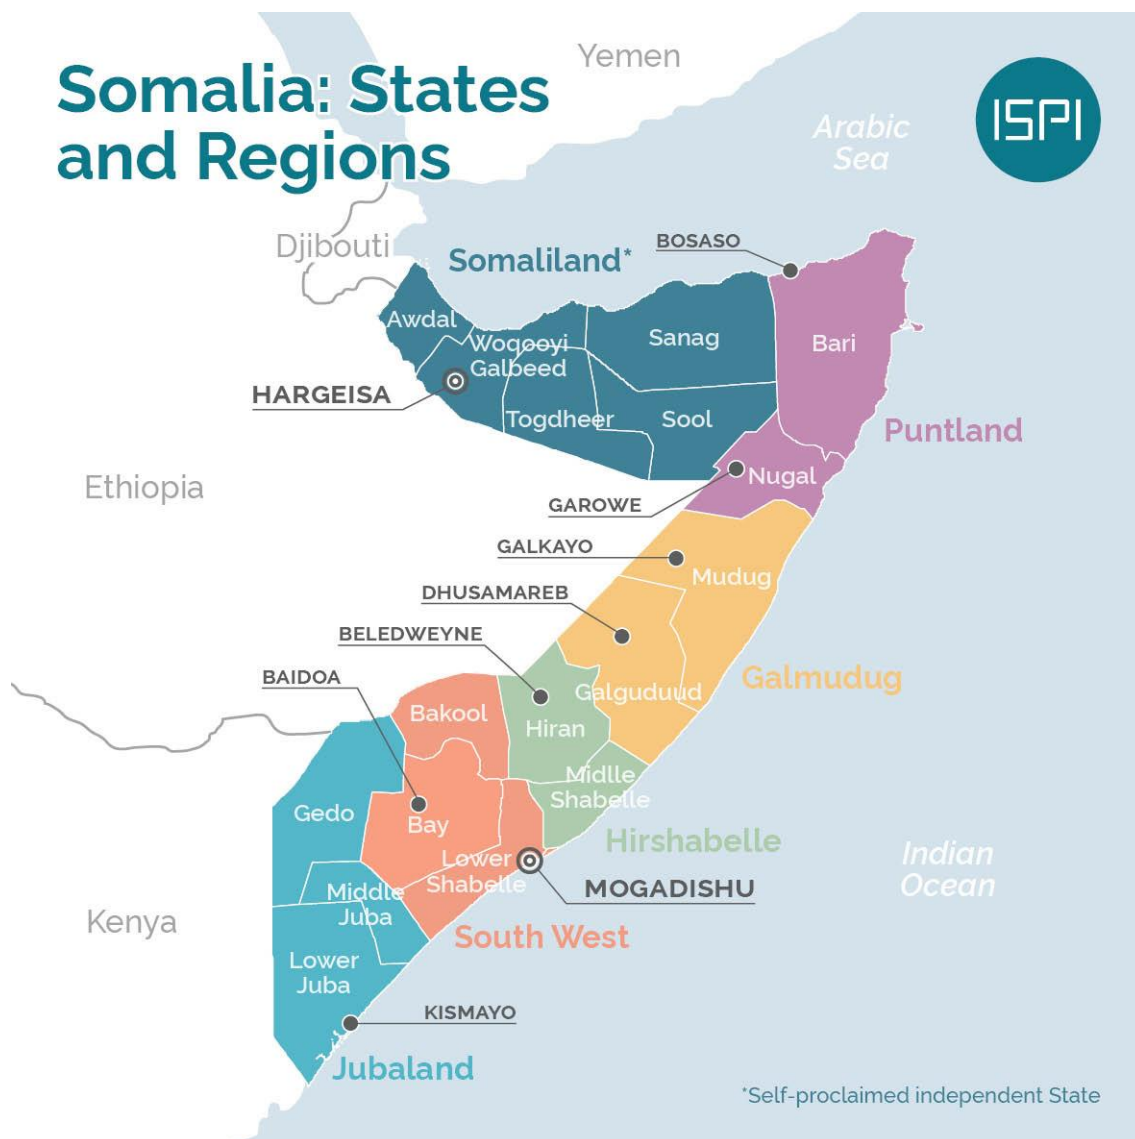 Somalia: States
and Regions
Yemen
ISPI
Arabic
Sea
Djibouti
Somaliland*
BOSASO
Awdal
Woqooyi
Galbeed
Sanag
Bari
HARGEISA
Togdheer
Sool
Puntland
Ethiopia
Nugal
GAROWE
GALKAYO
Mudug
DHUSAMAREB
BELEDWEYNE
BAIDOA
Galmudug
Galguduud
Bakool
Hiran
Midlle
Shabelle
Gedo
Bay
Hirshabelle
Lower
Shabelle
Indian
Ocean
MOGADISHU
Middle
Juba
Kenya
South West
Lower
Juba
KISMAYO
Jubaland
*Self-proclaimed independent State